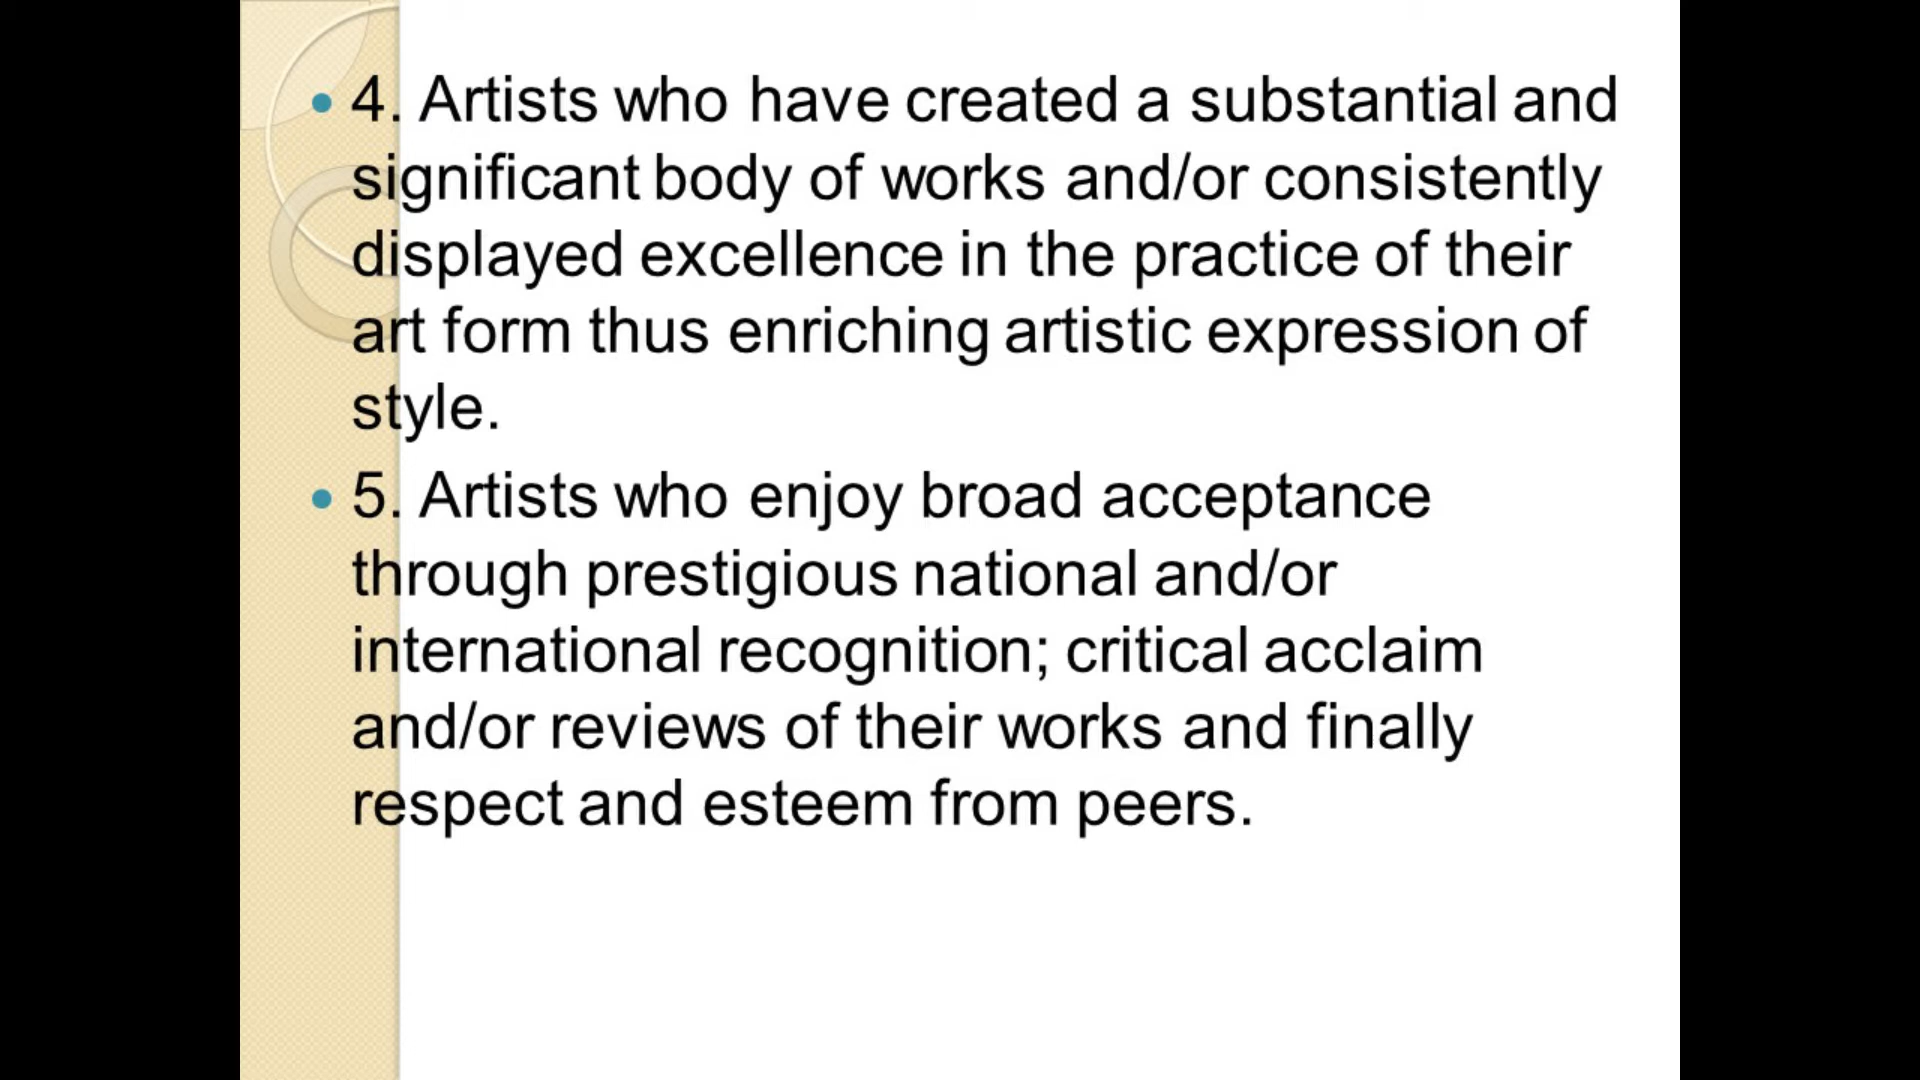 • 4. Artists who have created a substantial and
significant body of works and/or consistently
displayed excellence in the practice of their
art form thus enriching artistic expression of
style.
• 5. Artists who enjoy broad acceptance
through prestigious national and/or
international recognition; critical acclaim
and/or reviews of their works and finally
respect and esteem from peers.